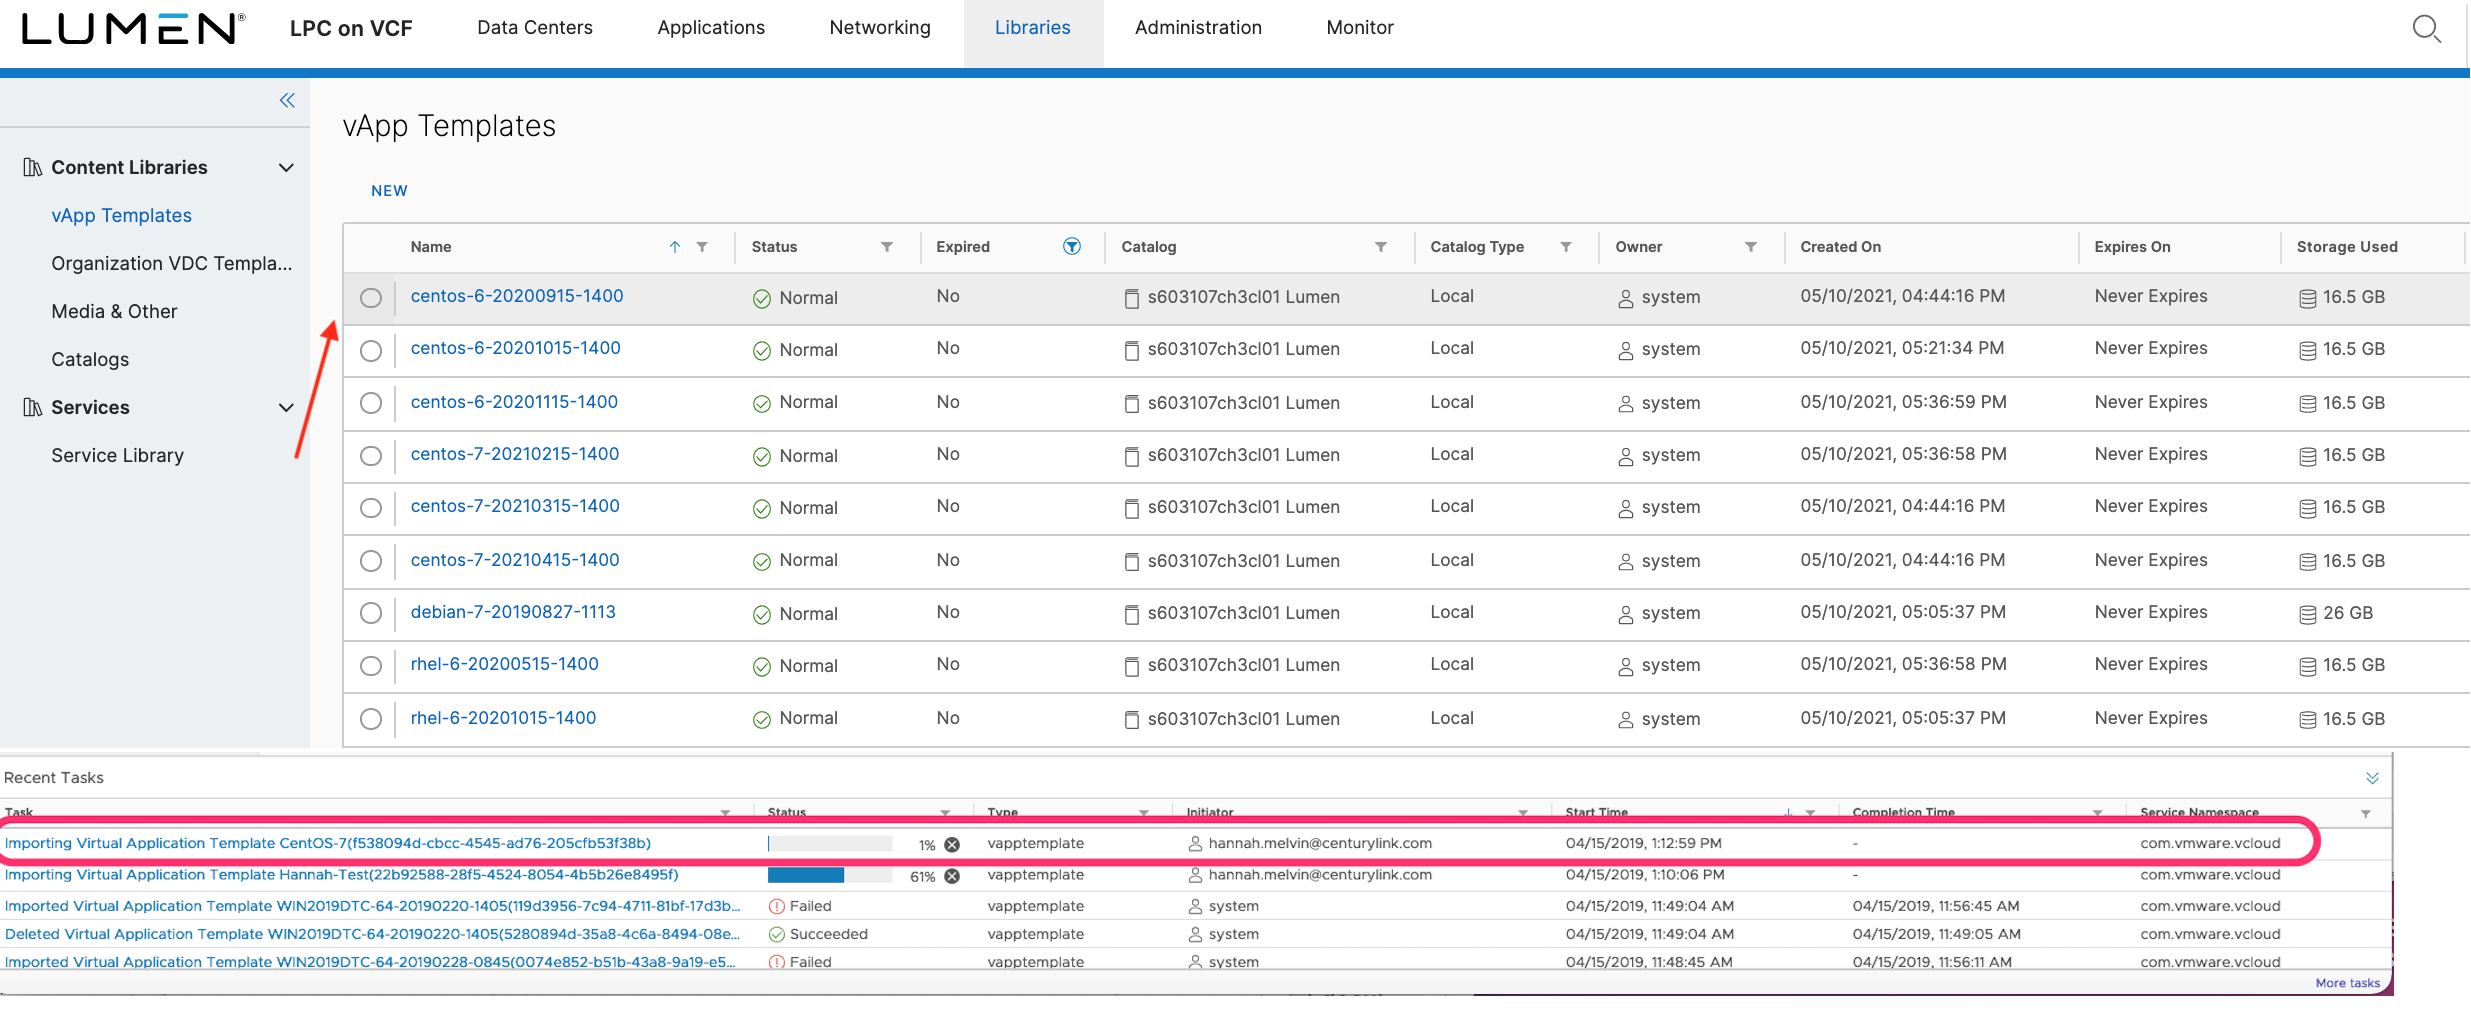 LUMEN® LPC on VCF Data Centers Applications Networking Libraries Administration Monitor
vApp Templates
Content Libraries
vApp Templates
Organization VDC Templa...
Media & Other
Catalogs
Services
Service Library
NEW
Name Status Expired Catalog Catalog Type Owner Created On Expires On Storage Used
centos-6-20200915-1400 Normal No s603107ch3cl01 Lumen Local system 05/10/2021, 04:44:16 PM Never Expires 16.5 GB
centos-6-20201015-1400 Normal No s603107ch3cl01 Lumen Local system 05/10/2021, 05:21:34 PM Never Expires 16.5 GB
centos-6-20201115-1400 Normal No s603107ch3cl01 Lumen Local system 05/10/2021, 05:36:59 PM Never Expires 16.5 GB
centos-7-20210215-1400 Normal No s603107ch3cl01 Lumen Local system 05/10/2021, 05:36:58 PM Never Expires 16.5 GB
centos-7-20210315-1400 Normal No s603107ch3cl01 Lumen Local system 05/10/2021, 04:44:16 PM Never Expires 16.5 GB
centos-7-20210415-1400 Normal No s603107ch3cl01 Lumen Local system 05/10/2021, 04:44:16 PM Never Expires 16.5 GB
debian-7-20190827-1113 Normal No s603107ch3cl01 Lumen Local system 05/10/2021, 05:05:37 PM Never Expires 26 GB
rhel-6-20200515-1400 Normal No s603107ch3cl01 Lumen Local system 05/10/2021, 05:36:58 PM Never Expires 16.5 GB
rhel-6-20201015-1400 Normal No s603107ch3cl01 Lumen Local system 05/10/2021, 05:05:37 PM Never Expires 16.5 GB
Recent Tasks
Task Status Type Initiator Start Time Completion Time Service Namespace
Importing Virtual Application Template CentOS-7(f538094d-cbcc-4545-ad76-205cfb53f38b) 1% vapptemplate hannah.melvin@centurylink.com 04/15/2019, 1:12:59 PM - com.vmware.vcloud
Importing Virtual Application Template Hannah-Test(22b92588-28f5-4524-8054-4b5b26e8495f) 61% vapptemplate hannah.melvin@centurylink.com 04/15/2019, 1:10:06 PM - com.vmware.vcloud
Imported Virtual Application Template WIN2019DTC-64-20190220-1405(119d3956-7c94-4711-81bf-17d3b... Failed vapptemplate system 04/15/2019, 11:49:04 AM 04/15/2019, 11:56:45 AM com.vmware.vcloud
Deleted Virtual Application Template WIN2019DTC-64-20190220-1405(5280894d-35a8-4c6a-8494-08e... Succeeded vapptemplate system 04/15/2019, 11:49:04 AM 04/15/2019, 11:49:05 AM com.vmware.vcloud
Imported Virtual Application Template WIN2019DTC-64-20190228-0845(0074e852-b51b-43a8-9a19-e5... Failed vapptemplate system 04/15/2019, 11:48:45 AM 04/15/2019, 11:56:11 AM com.vmware.vcloud
More tasks